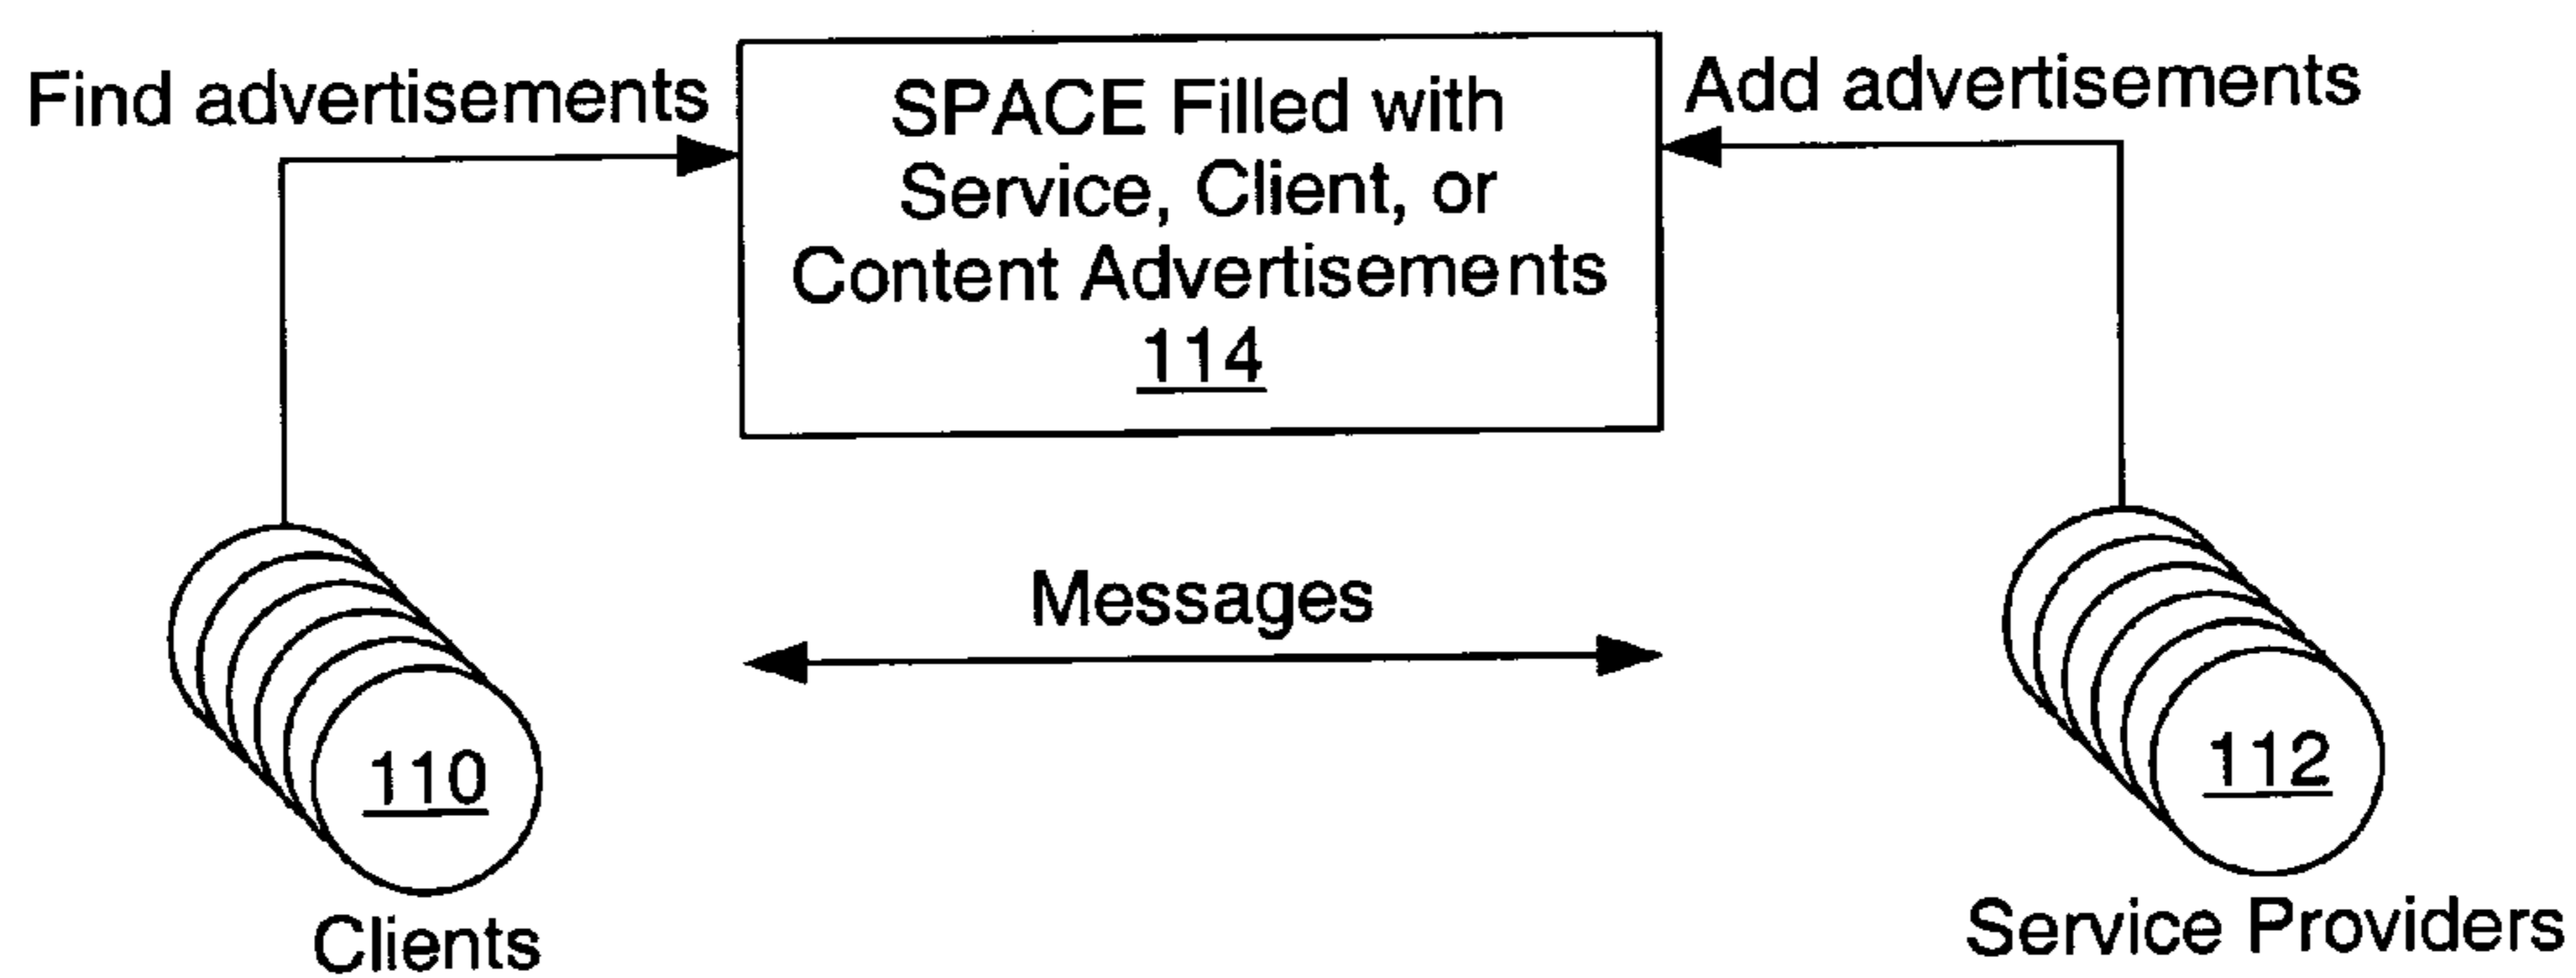 Find advertisements
SPACE Filled with
Service, Client, or
Content Advertisements
114
Add advertisements
Messages
110
Clients
112
Service Providers